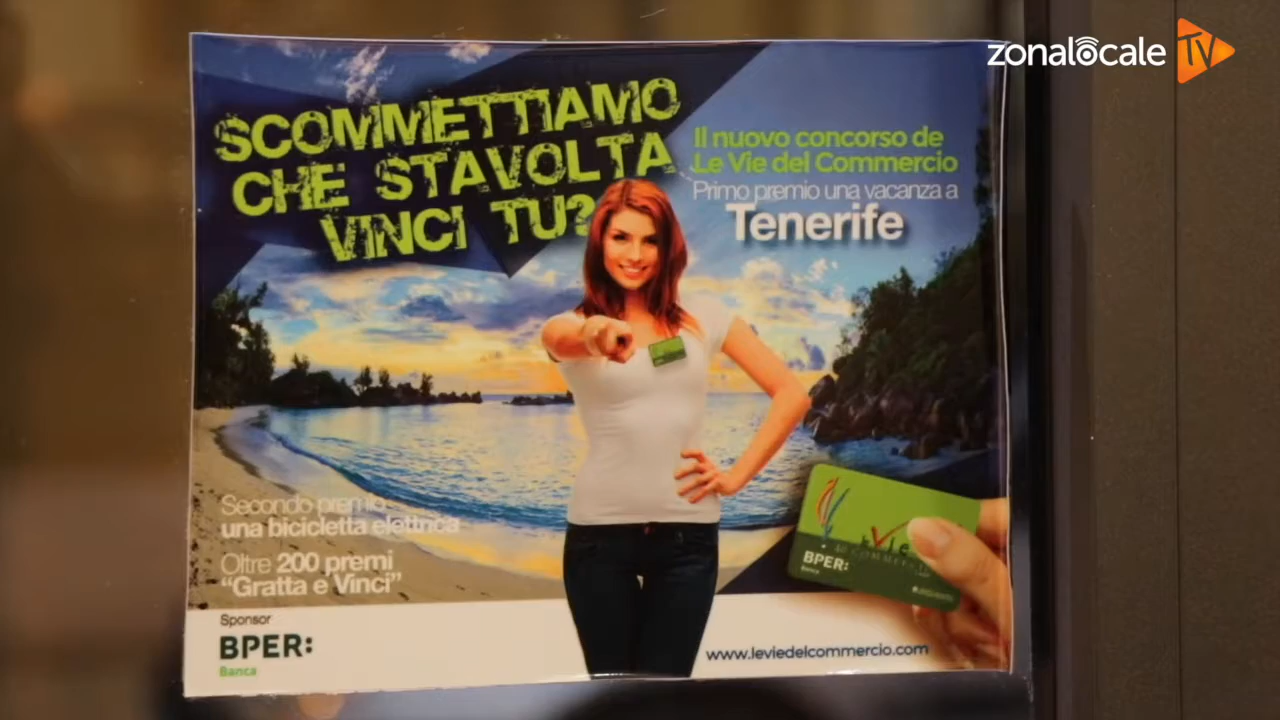 zonalocale TV
SCOMMETTIAMO
CHE STAVOLTA
VINCI TU?
Il nuovo concorso de
Le Vie del Commercio
Primo premio una vacanza a
Tenerife
Secondo premio
una bicicletta elettrica
Oltre 200 premi
"Gratta e Vinci"
Sponsor
BPER:
Banca
BPER:
Banca
www.leviedelcommercio.com